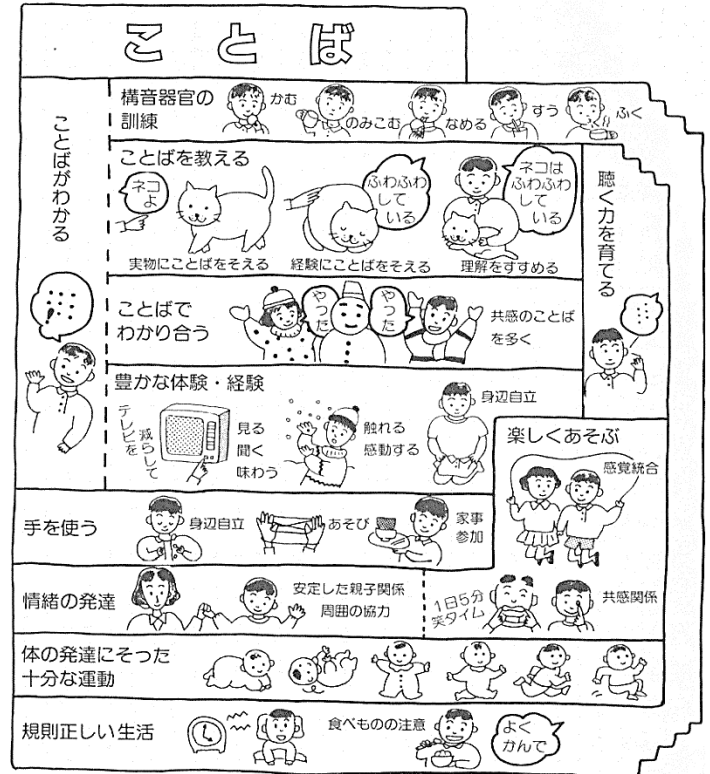 ことば
ことばがわかる
構音器官の
訓練
かむ
のみこむ
なめる
すう
ふく
ことばを教える
ネコ
よ
ふわふわ
して
いる
ネコは
ふわふわ
して
いる
実物にことばをそえる
経験にことばをそえる
理解をすすめる
聴く力を育てる
ことばで
わかり合う
やった
やった
共感のことば
を多く
豊かな体験・経験
テレビを
減らして
見る
聞く
味わう
触れる
感動する
身辺自立
楽しくあそぶ
感覚統合
手を使う
身辺自立
あそび
家事
参加
情緒の発達
安定した親子関係
周囲の協力
1日5分
笑タイム
共感関係
体の発達にそった
十分な運動
規則正しい生活
食べものの注意
よく
かんで